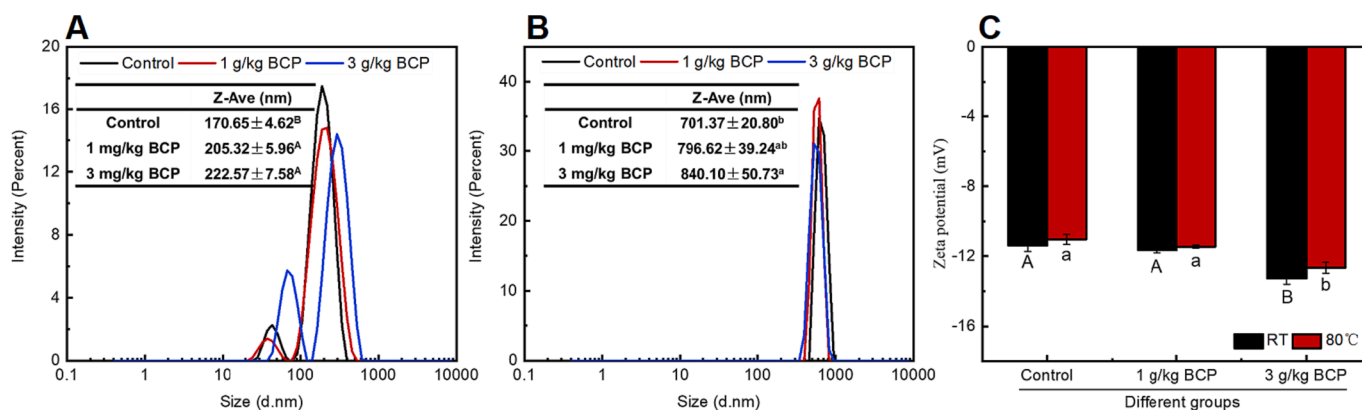 A
Control 1 g/kg BCP 3 g/kg BCP
Z-Ave (nm)
Control 170.65±4.62ᴮ
1 mg/kg BCP 205.32±5.96ᴬ
3 mg/kg BCP 222.57±7.58ᴬ
Intensity (Percent)
20
16
12
8
4
0
0.1 1 10 100 1000 10000
Size (d.nm)
B
Control 1 g/kg BCP 3 g/kg BCP
Z-Ave (nm)
Control 701.37±20.80ᵇ
1 mg/kg BCP 796.62±39.24ᵃᵇ
3 mg/kg BCP 840.10±50.73ᵃ
Intensity (Percent)
40
30
20
10
0
0.1 1 10 100 1000 10000
Size (d.nm)
C
Zeta potential (mV)
0
-4
-8
-12
-16
A a A a B b
RT 80℃
Control 1 g/kg BCP 3 g/kg BCP
Different groups